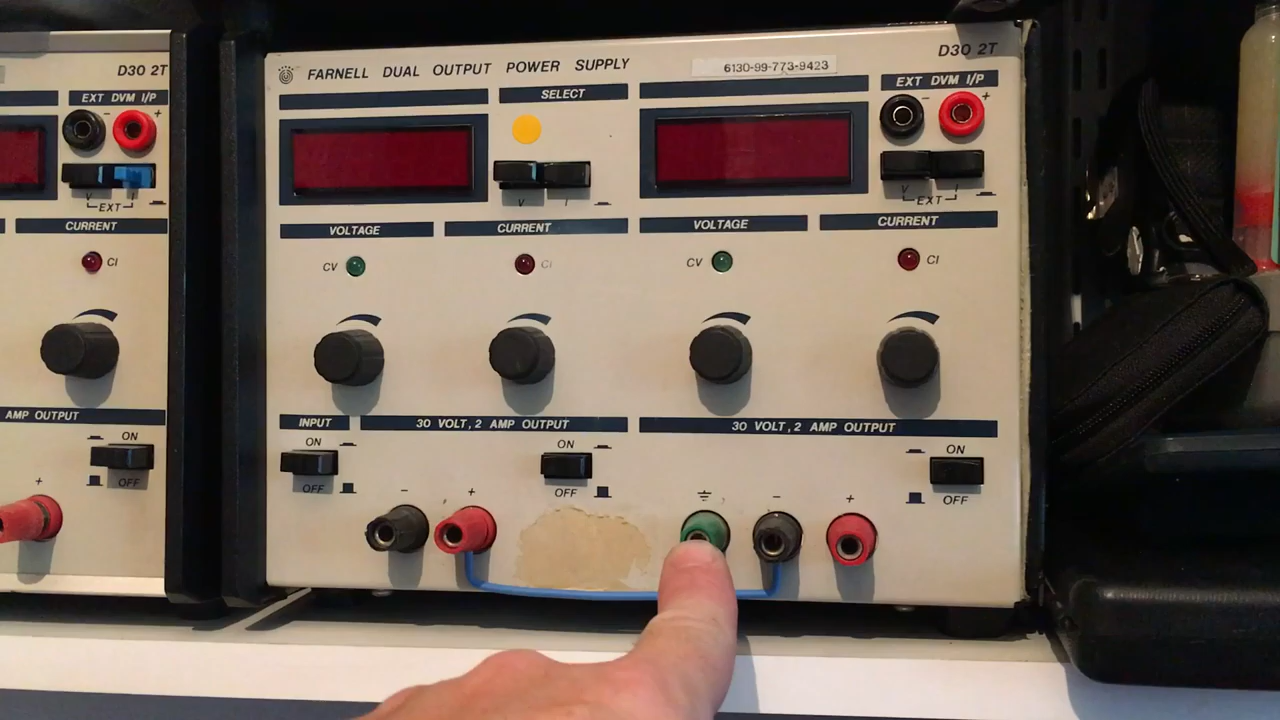 D30 2T
EXT DVM I/P
- +
V I
EXT
CURRENT
CI
AMP OUTPUT
ON
OFF
+
FARNELL DUAL OUTPUT POWER SUPPLY
6130-99-773-9423
D30 2T
SELECT
EXT DVM I/P
- +
V I
V I
EXT
VOLTAGE
CURRENT
VOLTAGE
CURRENT
CV
CI
CV
CI
INPUT
30 VOLT, 2 AMP OUTPUT
30 VOLT, 2 AMP OUTPUT
ON
OFF
ON
OFF
ON
OFF
- +
- +